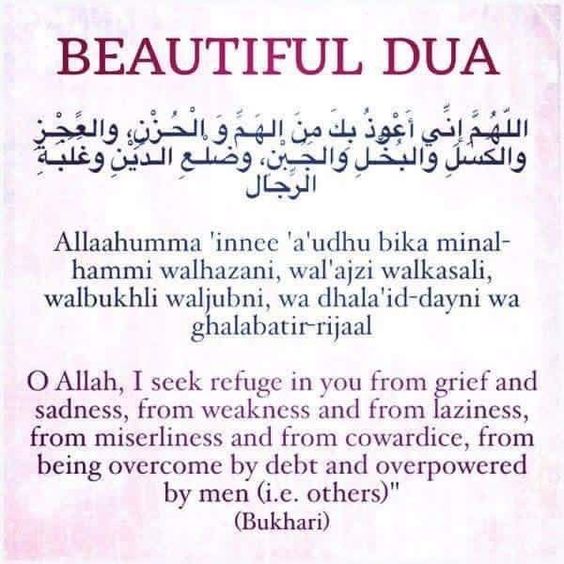 BEAUTIFUL DUA
اللّهُمَّ إِنِّي أَعُوذُ بِكَ مِنَ الهَمِّ وَ الْحُزْنِ، والعَجْزِ
والكَسَلِ والبُخْلِ والجُبْنِ، وضَلْعِ الدَّيْنِ وغَلَبَةِ
الرِّجَال
Allaahumma 'innee 'a'udhu bika minal-
hammi walhazani, wal'ajzi walkasali,
walbukhli waljubni, wa dhala'id-dayni wa
ghalabatir-rijaal
O Allah, I seek refuge in you from grief and
sadness, from weakness and from laziness,
from miserliness and from cowardice, from
being overcome by debt and overpowered
by men (i.e. others)"
(Bukhari)